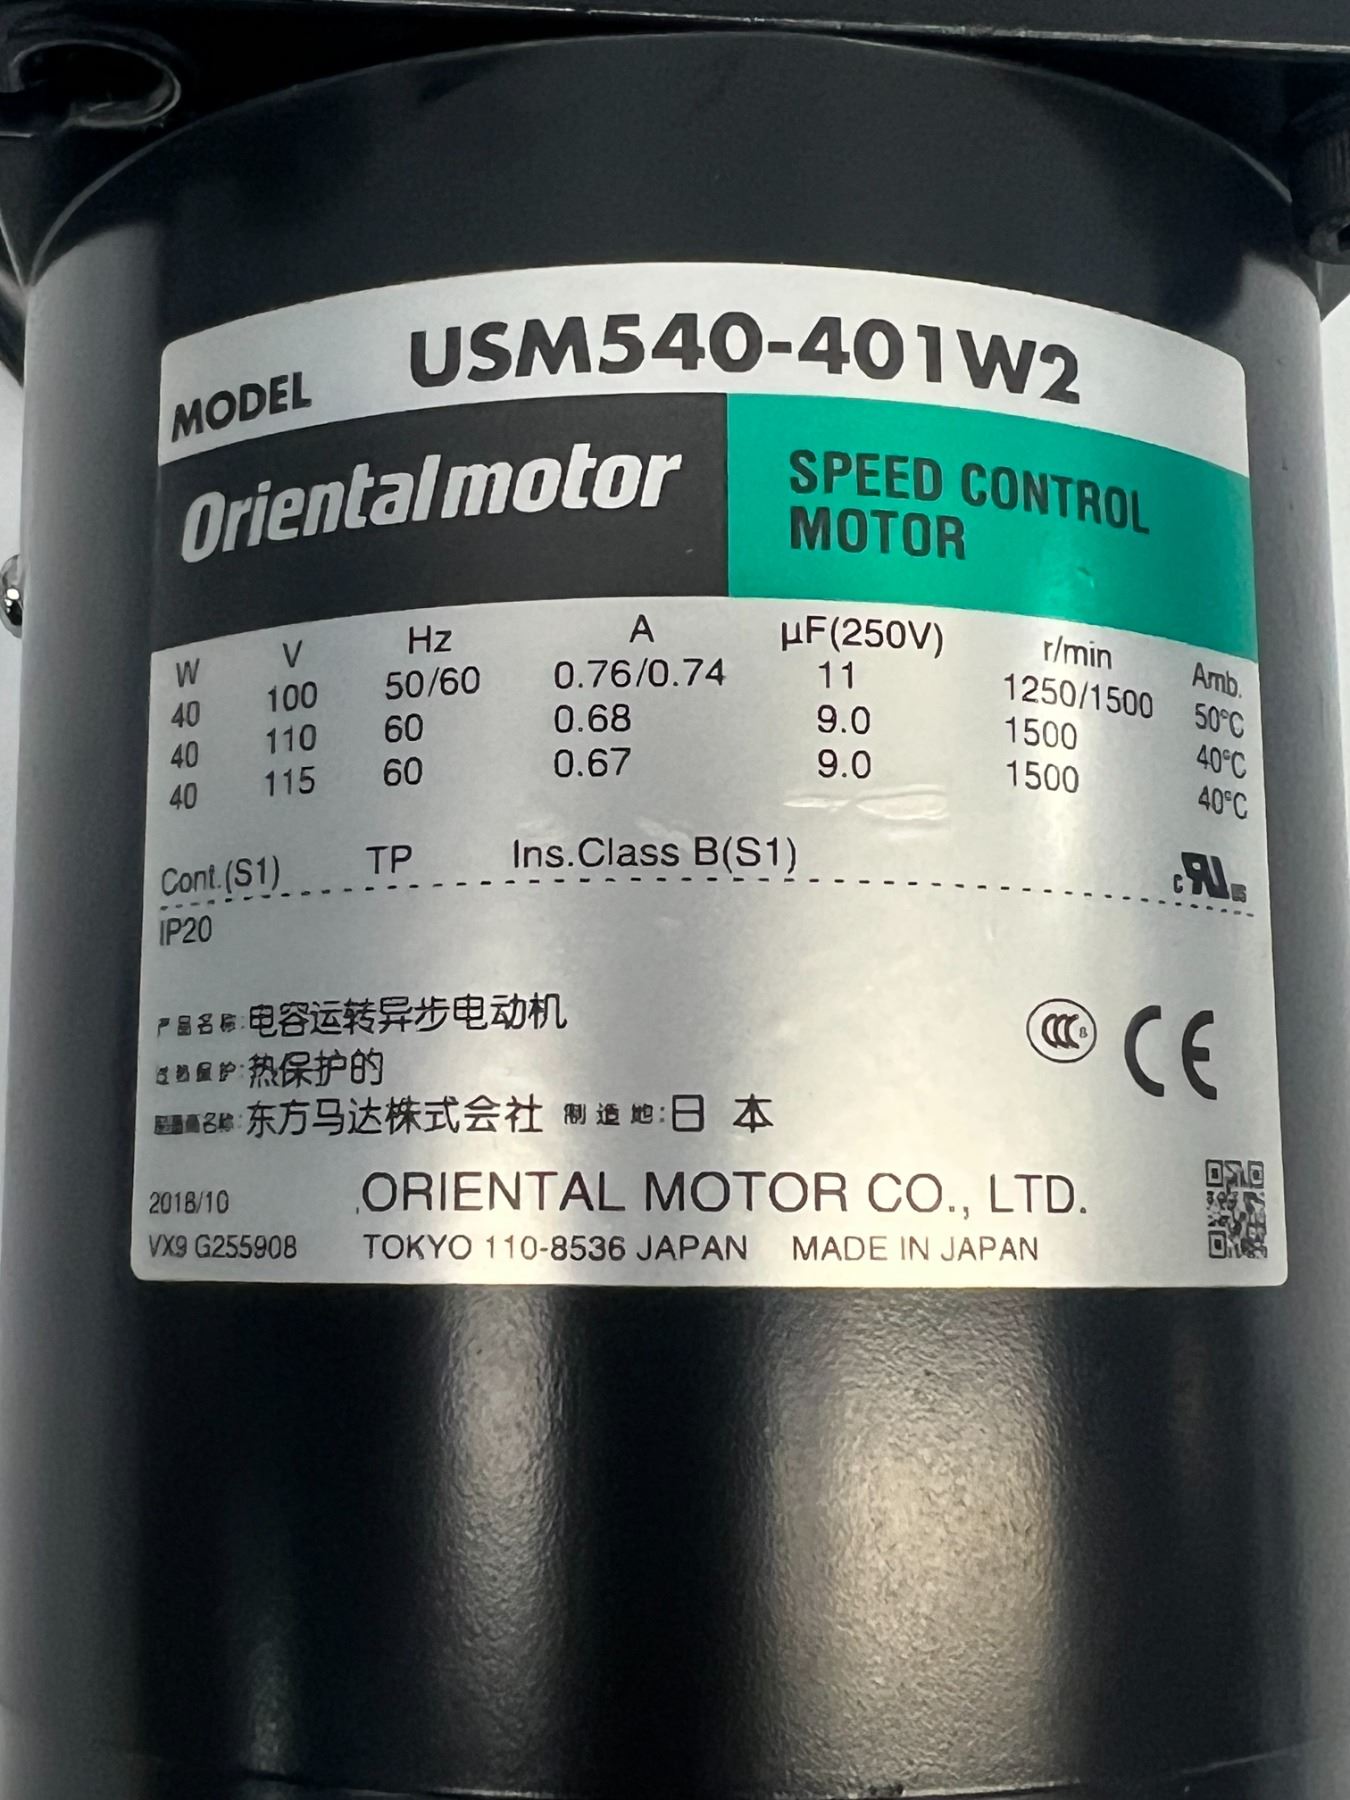 MODEL USM540-401W2
Orientalmotor
SPEED CONTROL
MOTOR
W V Hz A µF(250V) r/min Amb.
40 100 50/60 0.76/0.74 11 1250/1500 50°C
40 110 60 0.68 9.0 1500 40°C
40 115 60 0.67 9.0 1500 40°C
Cont.(S1) TP Ins.Class B(S1) c RU us
IP20
产品名称:电容运转异步电动机
过热保护:热保护的
名称:东方马达株式会社 制造地:日本
CCC CE
2018/10 ORIENTAL MOTOR CO., LTD.
VX9 G255908 TOKYO 110-8536 JAPAN MADE IN JAPAN